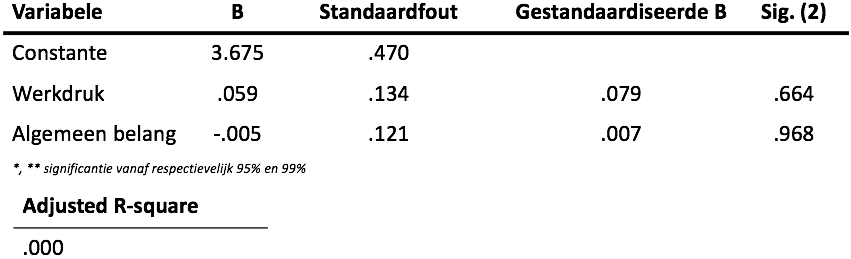 Variabele B Standaardfout Gestandaardiseerde B Sig. (2)
Constante 3.675 .470
Werkdruk .059 .134 .079 .664
Algemeen belang -.005 .121 .007 .968
*, ** significantie vanaf respectievelijk 95% en 99%
Adjusted R-square
.000